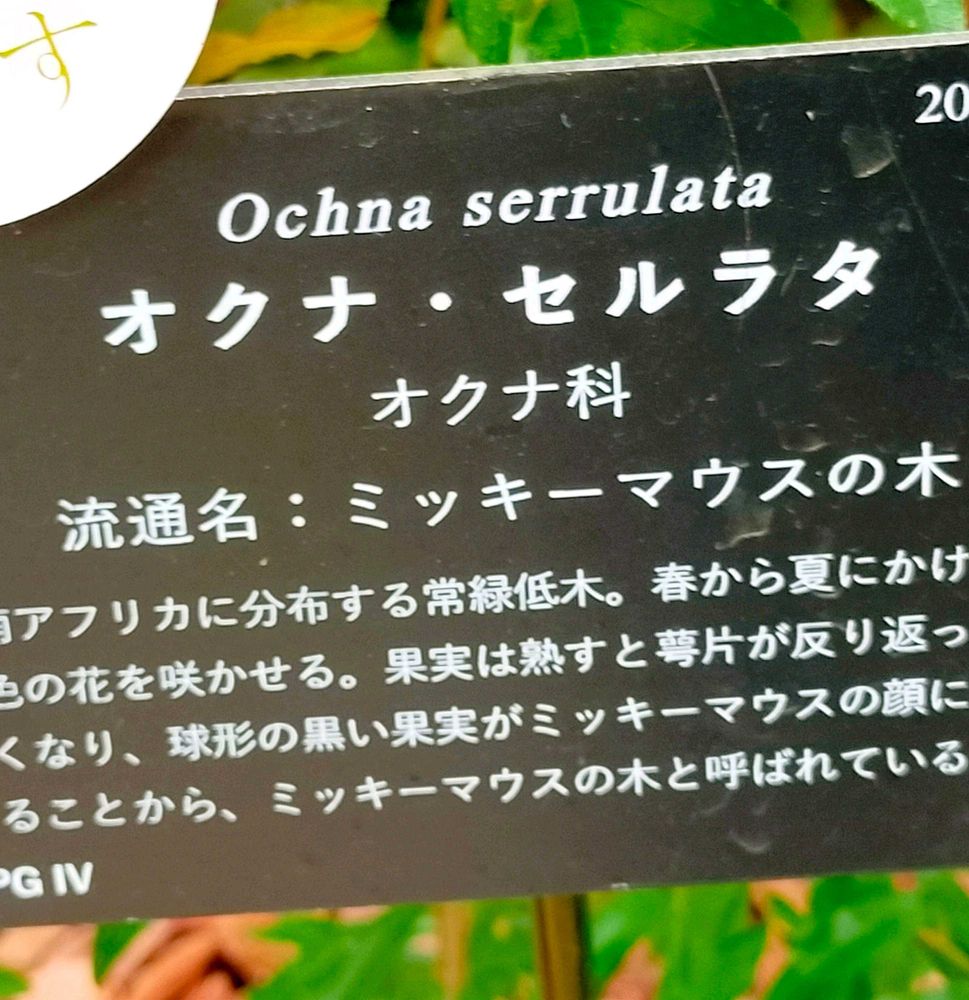 す
20
Ochna serrulata
オクナ・セルラタ
オクナ科
流通名：ミッキーマウスの木
南アフリカに分布する常緑低木。春から夏にかけ
色の花を咲かせる。果実は熟すと萼片が反り返っ
くなり、球形の黒い果実がミッキーマウスの顔に
ることから、ミッキーマウスの木と呼ばれている
PG IV